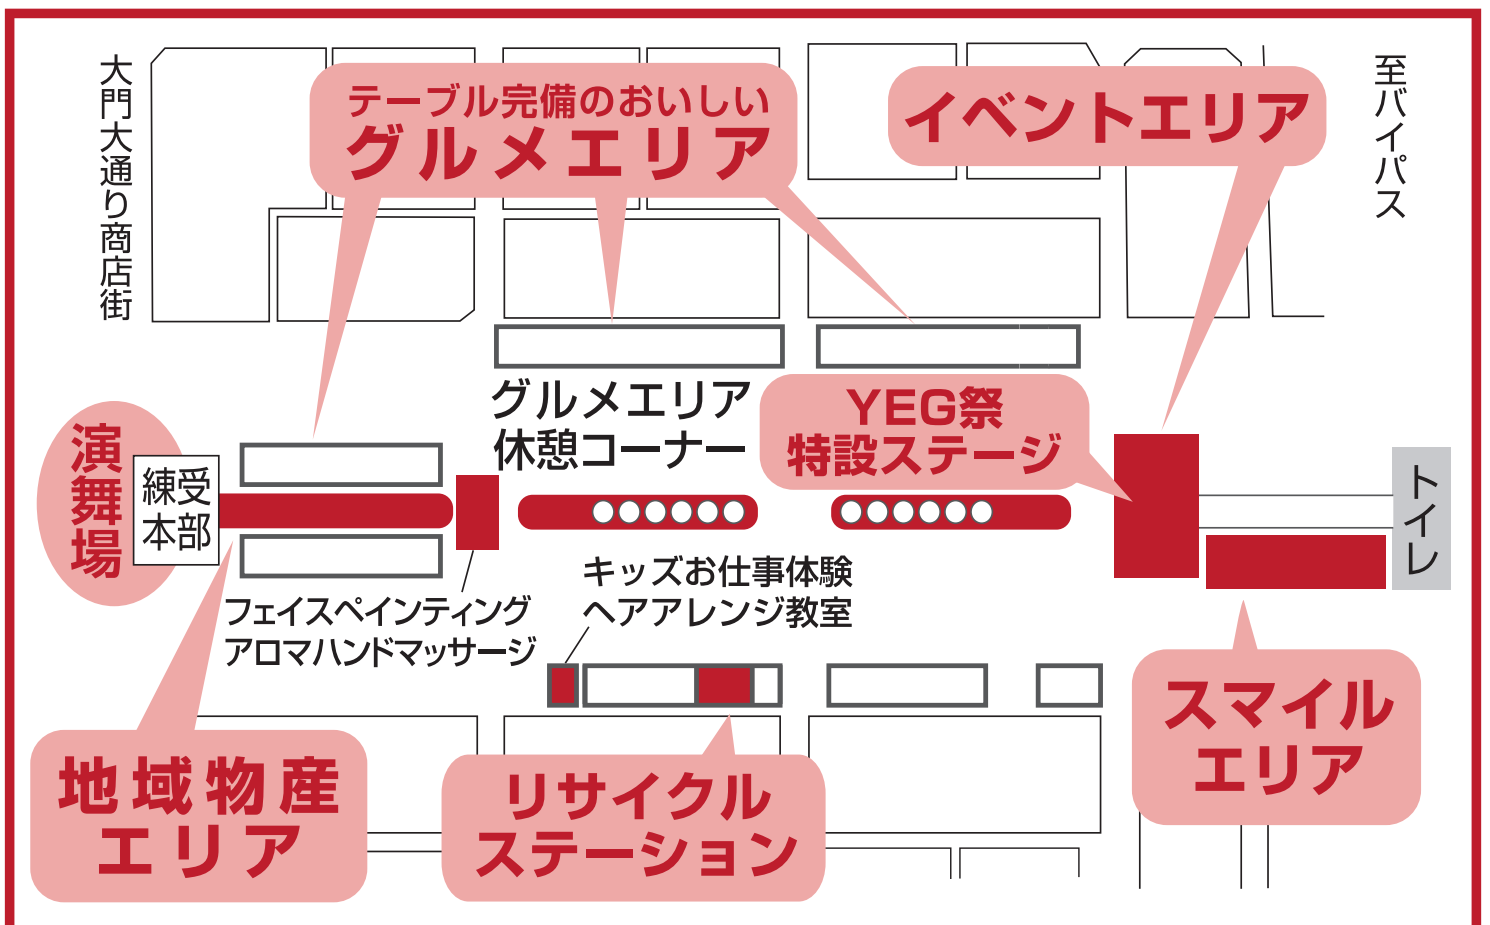 大門大通り商店街
テーブル完備のおいしい
グルメエリア
イベントエリア
至バイパス
グルメエリア
休憩コーナー
YEG祭
特設ステージ
演舞場
練受
本部
トイレ
キッズお仕事体験
ヘアアレンジ教室
フェイスペインティング
アロマハンドマッサージ
スマイル
エリア
地域物産
エリア
リサイクル
ステーション